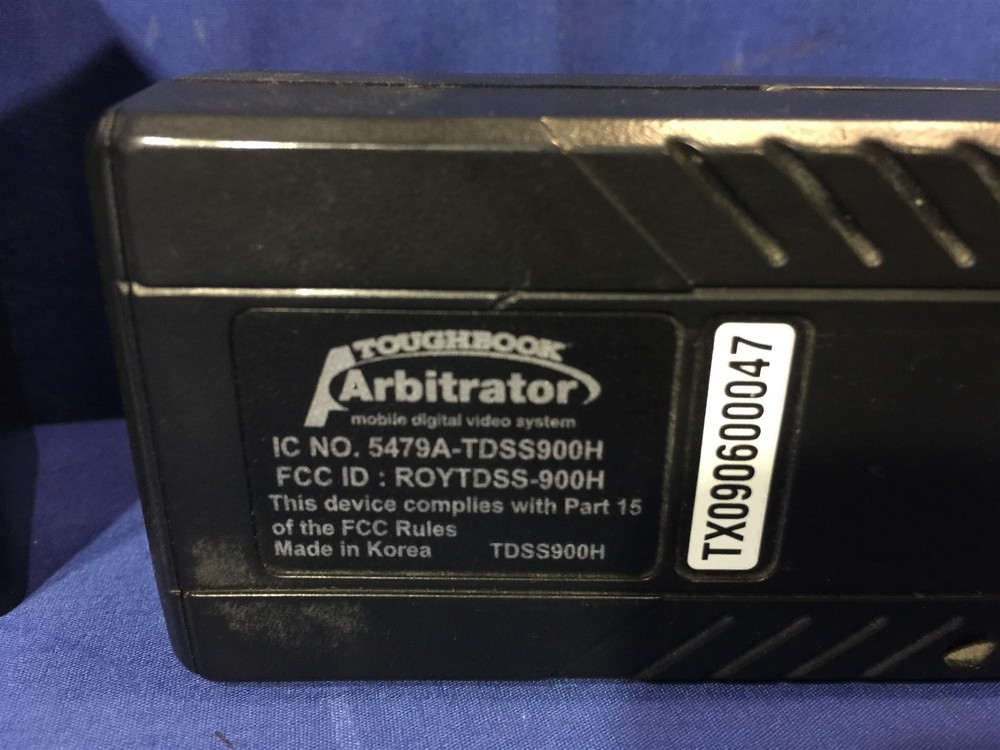 TOUGHBOOK
Arbitrator
mobile digital video system
IC NO. 5479A-TDSS900H
FCC ID : ROYTDSS-900H
This device complies with Part 15
of the FCC Rules
Made in Korea TDSS900H
TX090600047